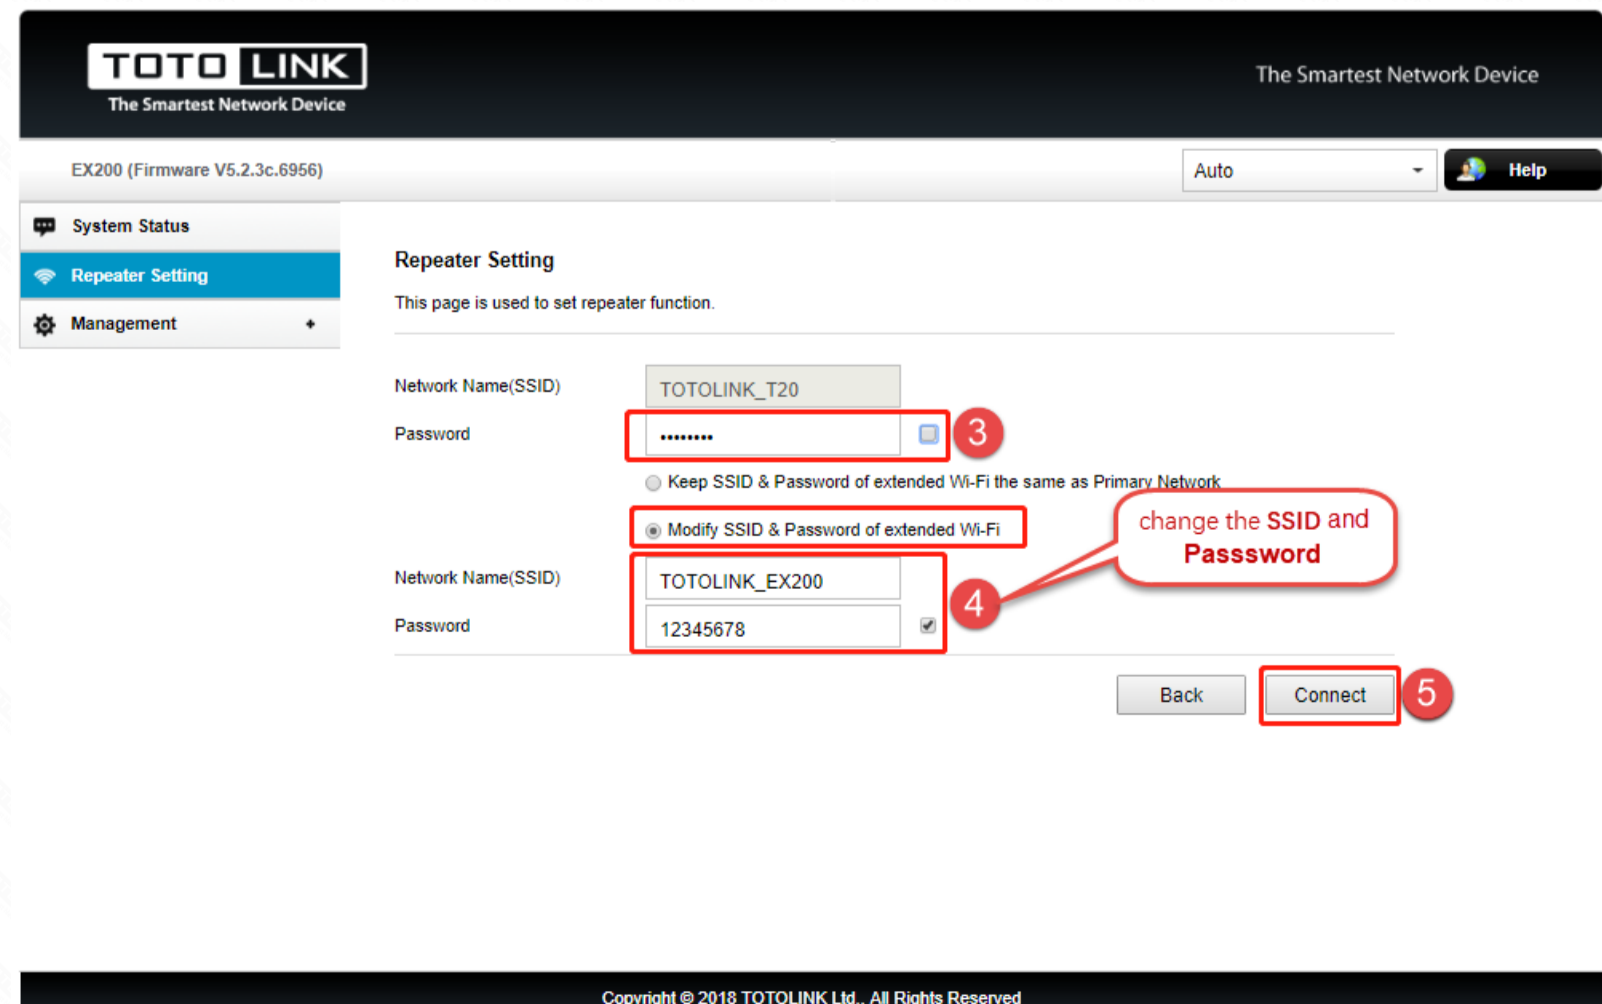 TOTO LINK
The Smartest Network Device
The Smartest Network Device
EX200 (Firmware V5.2.3c.6956)
Auto
Help
System Status
Repeater Setting
Management +
Repeater Setting
This page is used to set repeater function.
Network Name(SSID) TOTOLINK_T20
Password •••••••• 3
Keep SSID & Password of extended Wi-Fi the same as Primary Network
Modify SSID & Password of extended Wi-Fi
change the SSID and
Passsword
Network Name(SSID) TOTOLINK_EX200
4
Password 12345678
Back Connect 5
Copyright © 2018 TOTOLINK Ltd., All Rights Reserved